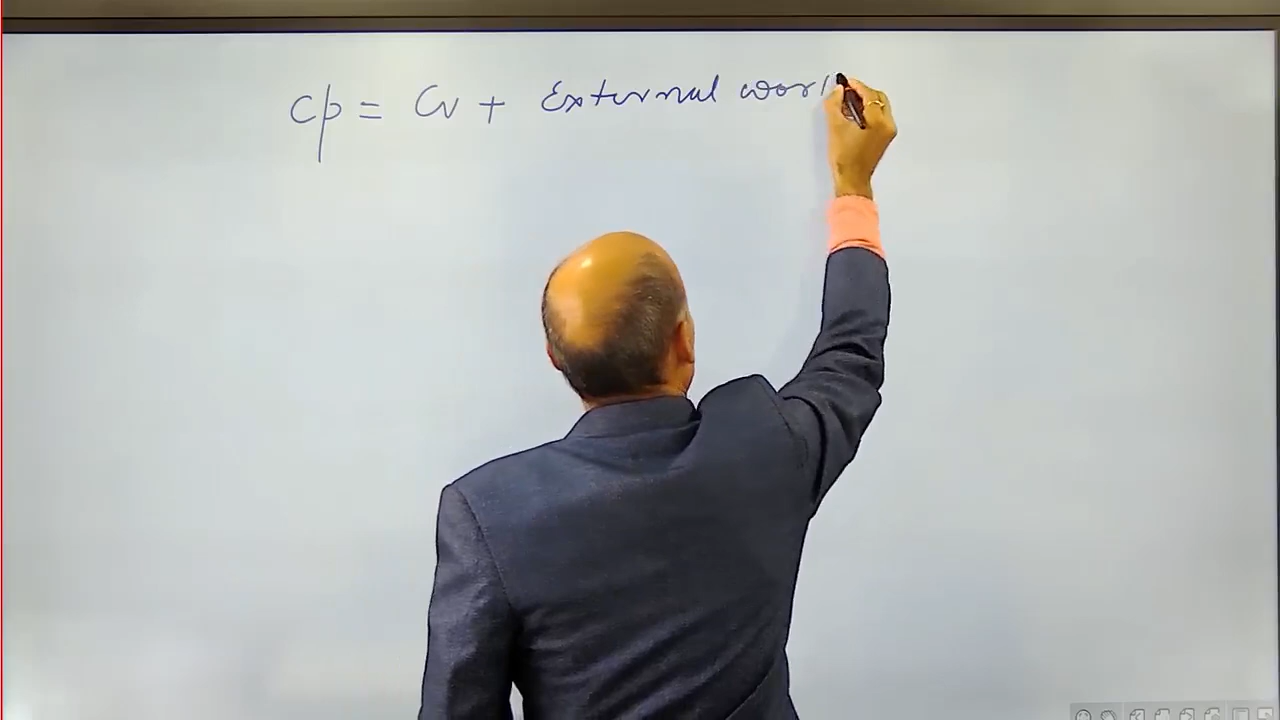 Cp = Cv + External wor